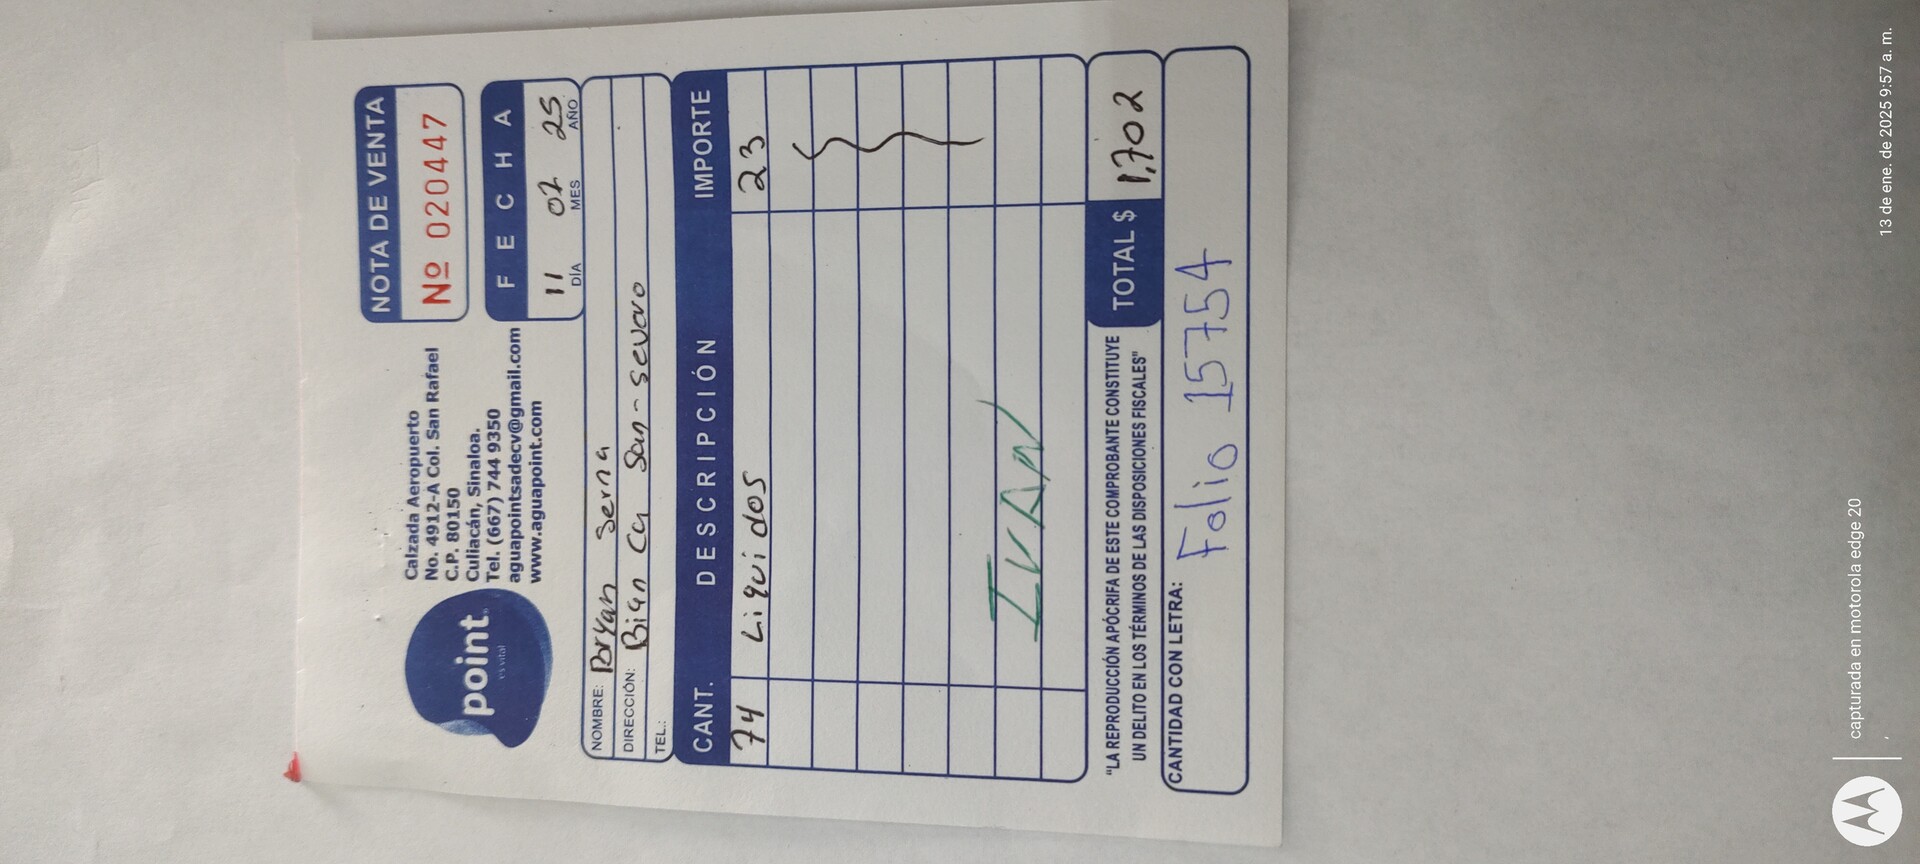 point
es vital
Calzada Aeropuerto
No. 4912-A Col. San Rafael
C.P. 80150
Culiacán, Sinaloa.
Tel. (667) 744 9350
aguapointsadecv@gmail.com
www.aguapoint.com
NOTA DE VENTA
Nº 020447
FECHA
11 02 25
DÍA MES AÑO
NOMBRE: Bryan Serna
DIRECCIÓN: Bian Ca San-severo
TEL.:
CANT. DESCRIPCIÓN IMPORTE
74 Liquidos 23
IVAN
"LA REPRODUCCIÓN APÓCRIFA DE ESTE COMPROBANTE CONSTITUYE
UN DELITO EN LOS TÉRMINOS DE LAS DISPOSICIONES FISCALES"
TOTAL $ 1,702
CANTIDAD CON LETRA: Folio 15754
capturada en motorola edge 20
13 de ene. de 2025 9:57 a. m.